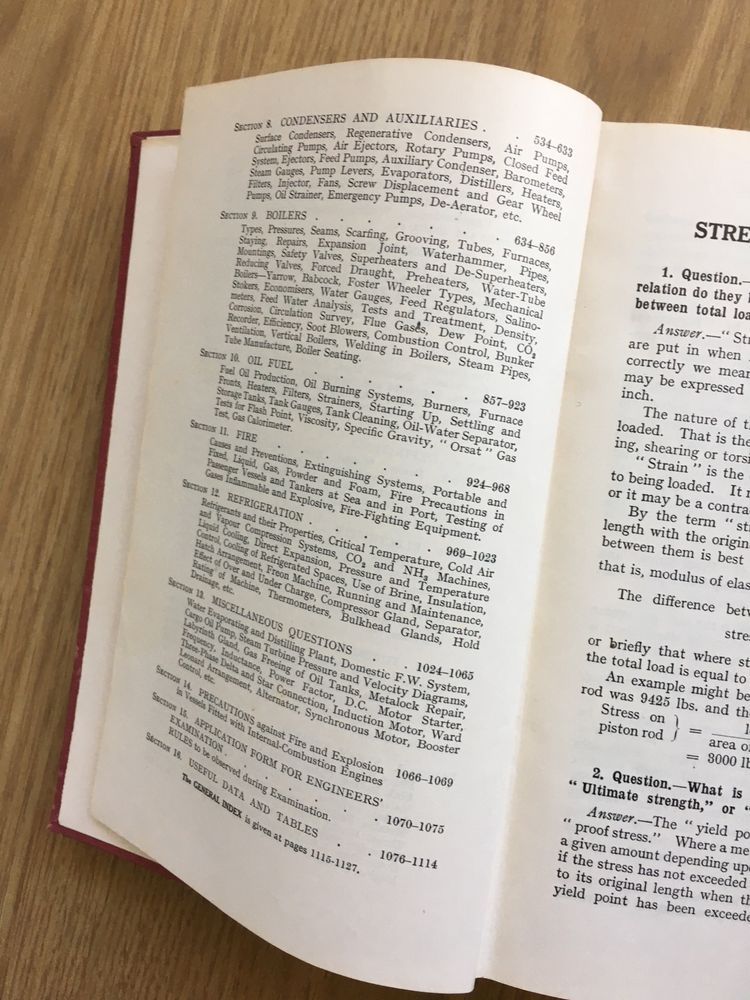 SECTION 8. CONDENSERS AND AUXILIARIES . . 534–633
Surface Condensers, Regenerative Condensers, Air Pumps,
Circulating Pumps, Air Ejectors, Rotary Pumps, Closed Feed
System, Ejectors, Feed Pumps, Auxiliary Condenser, Barometers,
Steam Gauges, Pump Levers, Evaporators, Distillers, Heaters,
Filters, Injector, Fans, Screw Displacement and Gear Wheel
Pumps, Oil Strainer, Emergency Pumps, De-Aerator, etc.
SECTION 9. BOILERS . . . . . . 634–856
Types, Pressures, Seams, Scarfing, Grooving, Tubes, Furnaces,
Staying, Repairs, Expansion Joint, Waterhammer, Pipes,
Mountings, Safety Valves, Superheaters and De-Superheaters,
Reducing Valves, Forced Draught, Preheaters, Water-Tube
Boilers—Yarrow, Babcock, Foster Wheeler Types, Mechanical
Stokers, Economisers, Water Gauges, Feed Regulators, Salino-
meters, Feed Water Analysis, Tests and Treatment, Density,
Corrosion, Circulation Survey, Flue Gases, Dew Point, CO₂
Recorder, Efficiency, Soot Blowers, Combustion Control, Bunker
Ventilation, Vertical Boilers, Welding in Boilers, Steam Pipes,
Tube Manufacture, Boiler Seating.
SECTION 10. OIL FUEL . . . . . . 857–923
Fuel Oil Production, Oil Burning Systems, Burners, Furnace
Fronts, Heaters, Filters, Strainers, Starting Up, Settling and
Storage Tanks, Tank Gauges, Tank Cleaning, Oil-Water Separator,
Tests for Flash Point, Viscosity, Specific Gravity, "Orsat" Gas
Test, Gas Calorimeter.
SECTION 11. FIRE . . . . . . 924–968
Causes and Preventions, Extinguishing Systems, Portable and
Fixed, Liquid, Gas, Powder and Foam, Fire Precautions in
Passenger Vessels and Tankers at Sea and in Port, Testing of
Gases Inflammable and Explosive, Fire-Fighting Equipment.
SECTION 12. REFRIGERATION . . . . . 969–1023
Refrigerants and their Properties, Critical Temperature, Cold Air
and Vapour Compression Systems, CO₂ and NH₃ Machines,
Liquid Cooling, Direct Expansion, Pressure and Temperature
Control, Cooling of Refrigerated Spaces, Use of Brine, Insulation,
Hatch Arrangement, Freon Machine, Running and Maintenance,
Effect of Over and Under Charge, Compressor Gland, Separator,
Rating of Machine, Thermometers, Bulkhead Glands, Hold
Drainage, etc.
SECTION 13. MISCELLANEOUS QUESTIONS . . 1024–1065
Water Evaporating and Distilling Plant, Domestic F.W. System,
Cargo Oil Pump, Steam Turbine Pressure and Velocity Diagrams,
Labyrinth Gland, Gas Freeing of Oil Tanks, Metalock Repair,
Frequency, Inductance, Power Factor, D.C. Motor Starter,
Three-Phase Delta and Star Connection, Induction Motor, Ward
Leonard Arrangement, Alternator, Synchronous Motor, Booster
Control, etc.
SECTION 14. PRECAUTIONS against Fire and Explosion
in Vessels Fitted with Internal-Combustion Engines 1066–1069
SECTION 15. APPLICATION FORM FOR ENGINEERS'
EXAMINATION . . . . . .
RULES to be observed during Examination. . 1070–1075
SECTION 16. USEFUL DATA AND TABLES . . 1076–1114
The GENERAL INDEX is given at pages 1115-1127.
STRE
1. Question.—
relation do they
between total loa
Answer.—"St
are put in when
correctly we mean
may be expressed
inch.
The nature of t
loaded. That is the
ing, shearing or torsi
"Strain" is the
to being loaded. It
or it may be a contra
By the term "st
length with the origin
between them is best
that is, modulus of elas
The difference betw
stres
or briefly that where st
the total load is equal to
An example might be
rod was 9425 lbs. and the
Stress on
piston rod } =
area o
= 3000 lb
2. Question.—What is
"Ultimate strength," or "
Answer.—The "yield po
"proof stress." Where a me
a given amount depending upo
if the stress has not exceeded
to its original length when th
yield point has been exceede